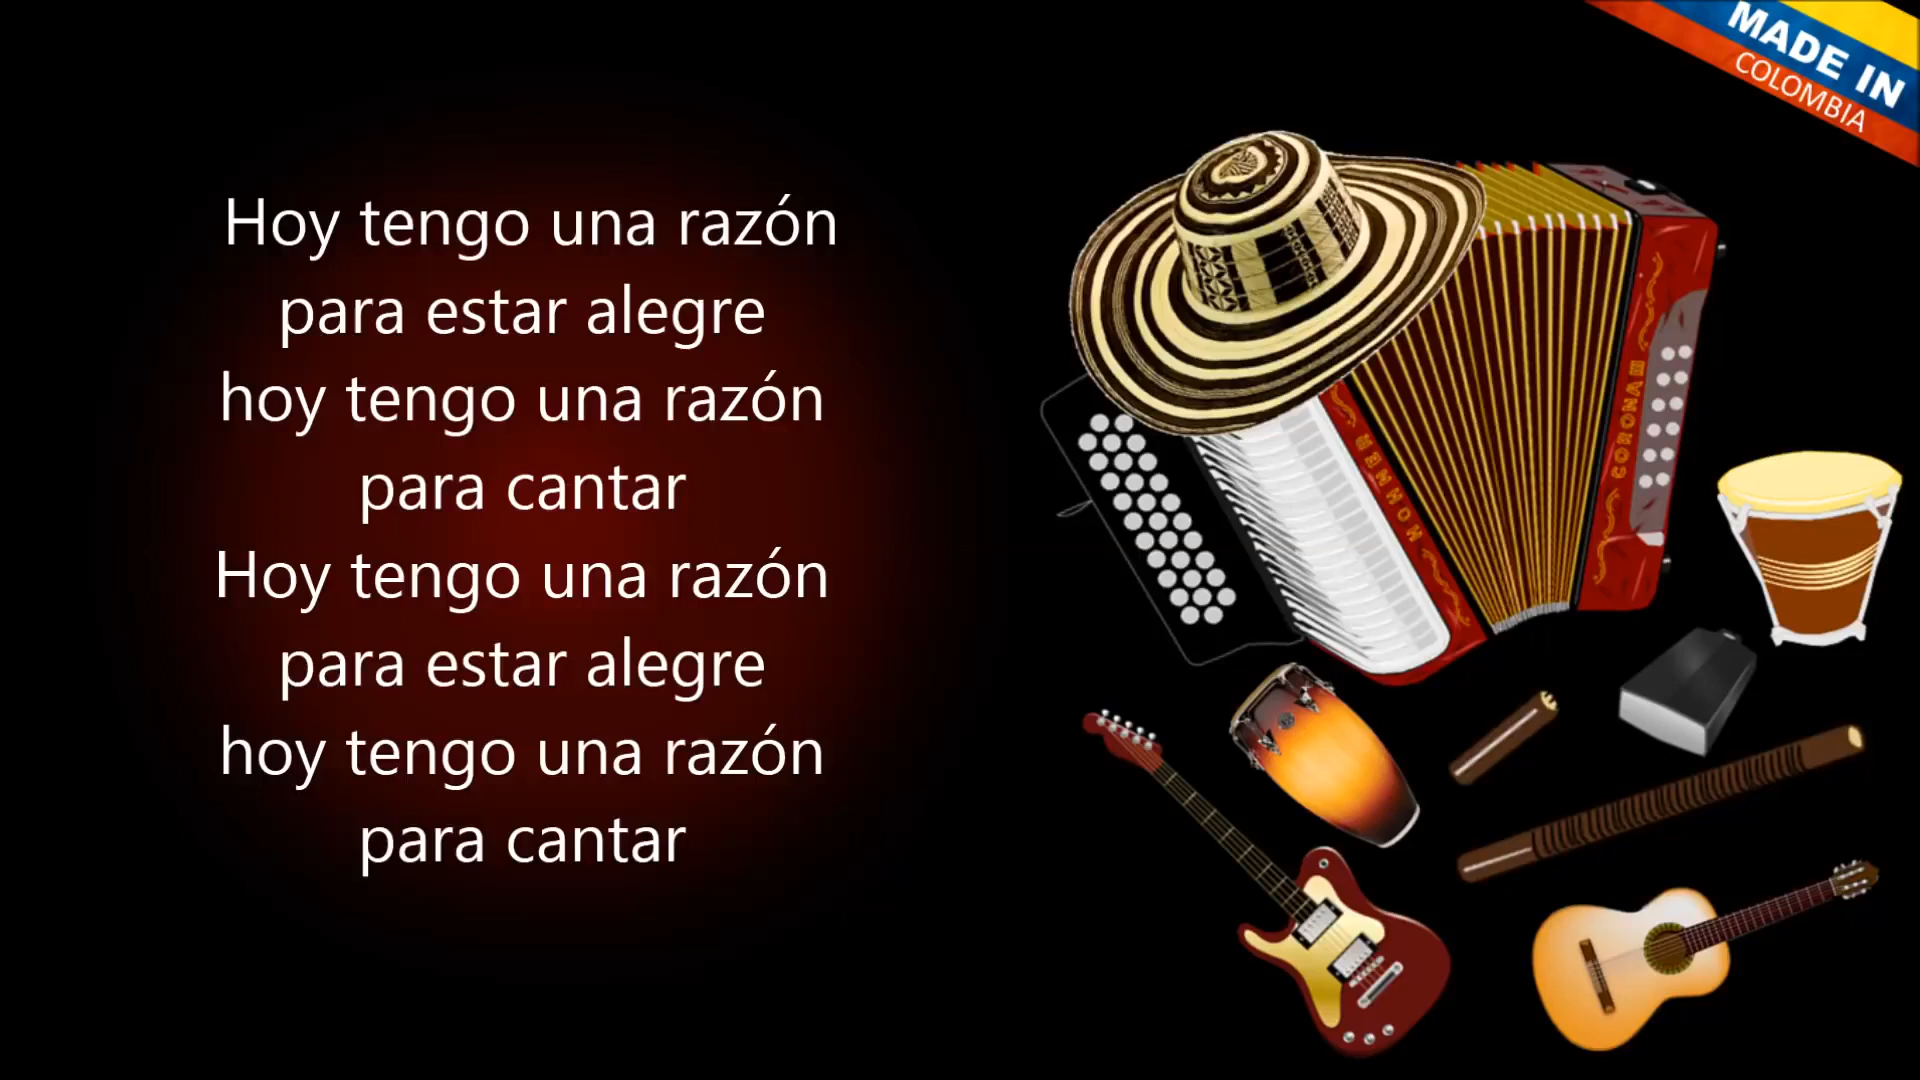 Hoy tengo una razón
para estar alegre
hoy tengo una razón
para cantar
Hoy tengo una razón
para estar alegre
hoy tengo una razón
para cantar
MADE IN
COLOMBIA
HOHNER
CORONA III